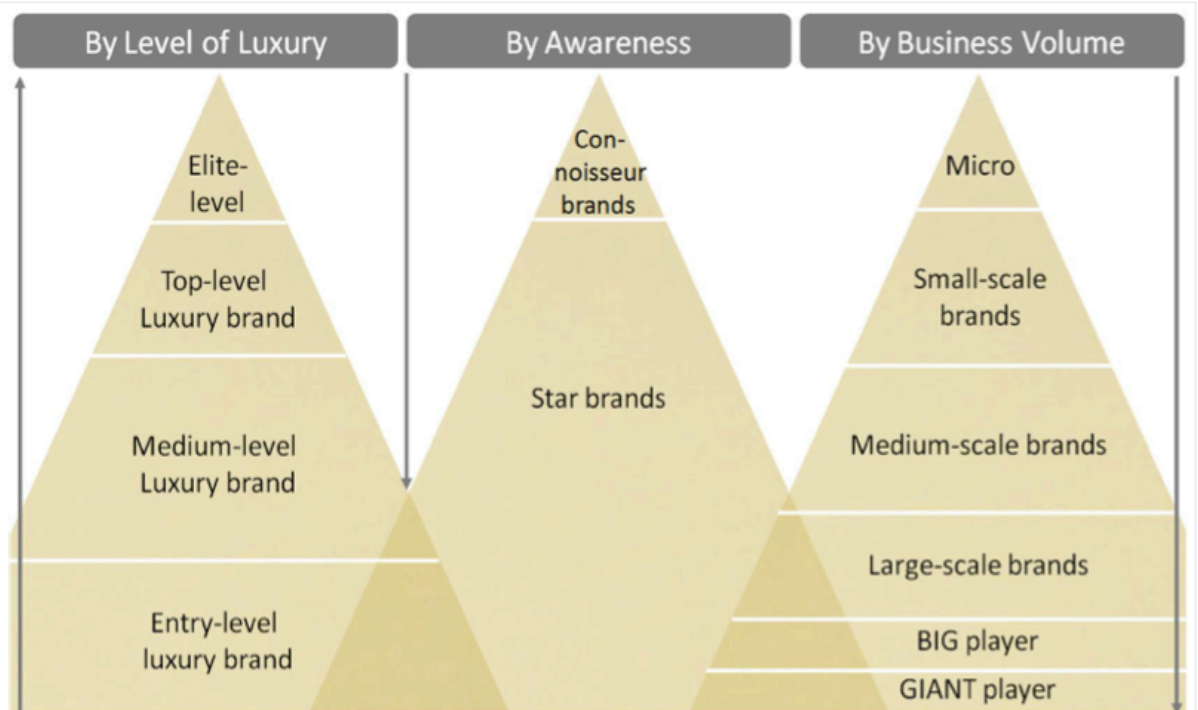 By Level of Luxury
By Awareness
By Business Volume
Elite-
level
Top-level
Luxury brand
Medium-level
Luxury brand
Entry-level
luxury brand
Con-
noisseur
brands
Star brands
Micro
Small-scale
brands
Medium-scale brands
Large-scale brands
BIG player
GIANT player